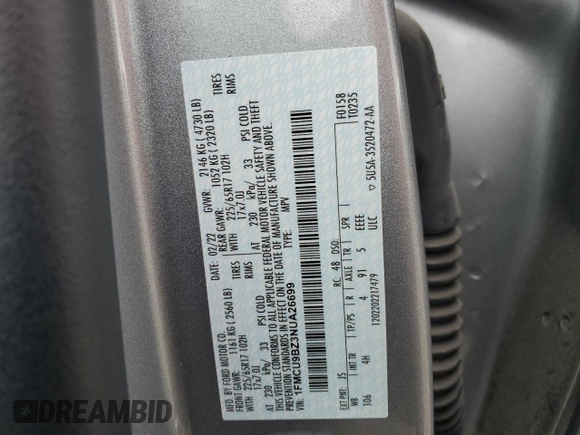 MFD. BY FORD MOTOR CO.
DATE: 02/22 GVWR: 2146 KG ( 4730 LB)
FRONT GAWR: 1161 KG ( 2560 LB) REAR GAWR: 1052 KG ( 2320 LB)
WITH 225/65R17 102H TIRES WITH 225/65R17 102H TIRES
17x7.0J RIMS 17x7.0J RIMS
AT 230 kPa/ 33 PSI COLD AT 230 kPa/ 33 PSI COLD
THIS VEHICLE CONFORMS TO ALL APPLICABLE FEDERAL MOTOR VEHICLE SAFETY AND THEFT
PREVENTION STANDARDS IN EFFECT ON THE DATE OF MANUFACTURE SHOWN ABOVE.
VIN: 1FMCU9BZ3NUA26699 TYPE: MPV
F0158
T0235
EXT PNT: JS RC: 48 DSO:
WB INT TR TP/PS R AXLE TR SPR
106 4H 4 91 5 EEEE
ULC
1202202217479 5U5A-3520472-AA
DREAMBID